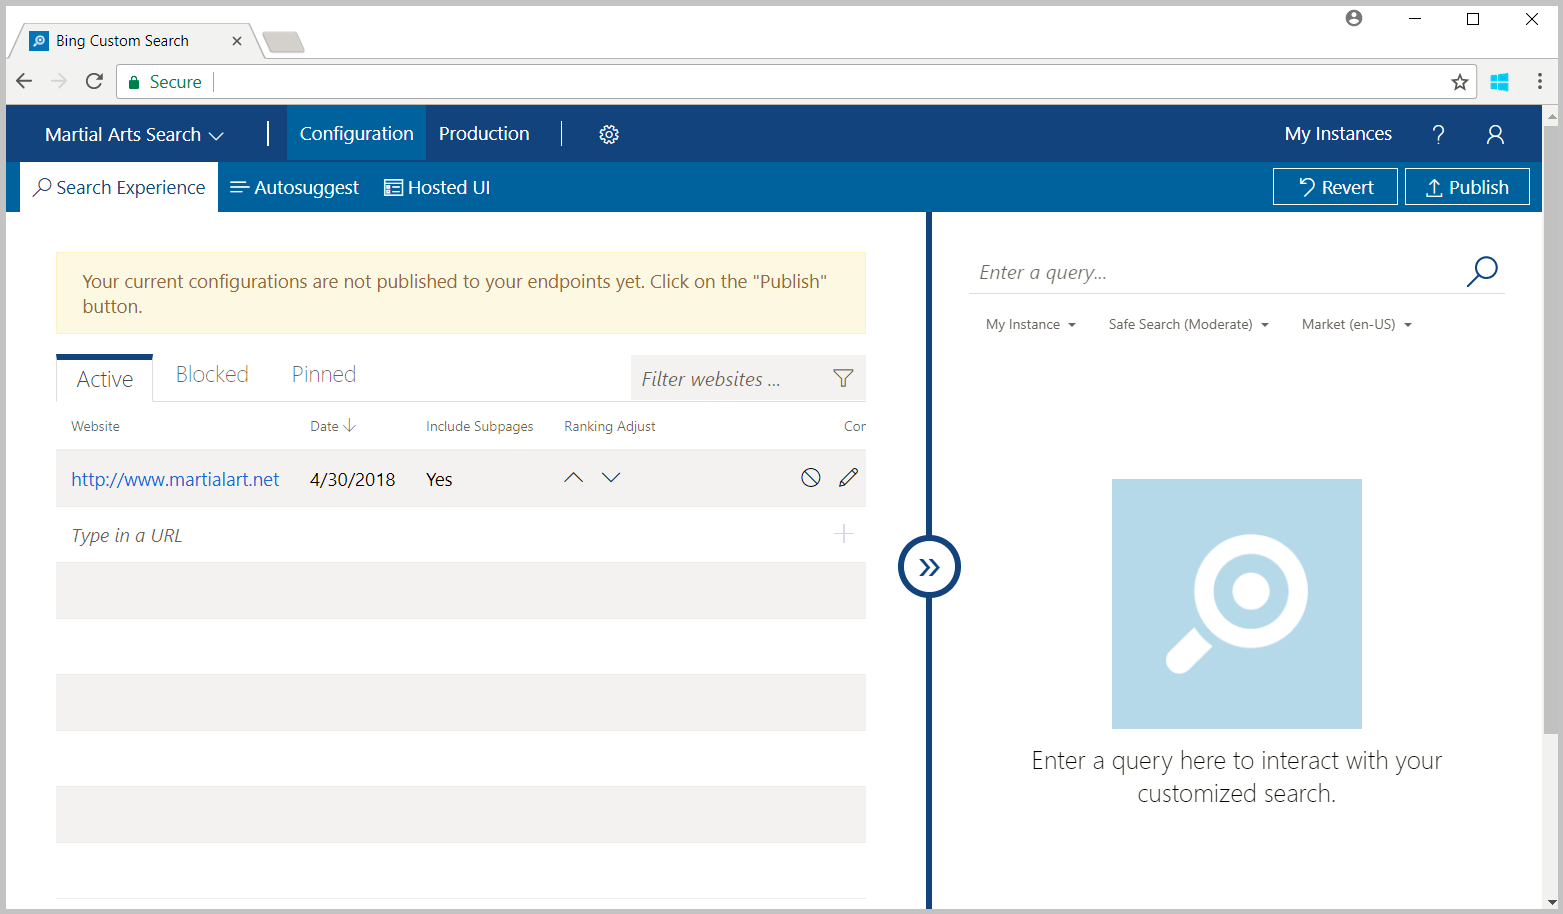 Bing Custom Search
Secure
Martial Arts Search
Configuration
Production
My Instances
?
Search Experience
Autosuggest
Hosted UI
Revert
Publish
Your current configurations are not published to your endpoints yet. Click on the "Publish"
button.
Active
Blocked
Pinned
Filter websites ...
Website
Date
Include Subpages
Ranking Adjust
Con
http://www.martialart.net
4/30/2018
Yes
Type in a URL
Enter a query...
My Instance
Safe Search (Moderate)
Market (en-US)
Enter a query here to interact with your
customized search.